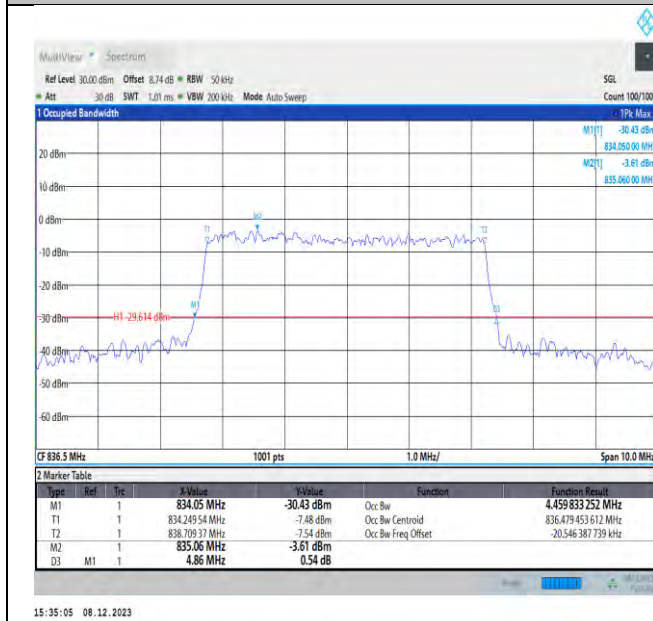 MultiView Spectrum
Ref Level 30.00 dBm Offset 8.74 dB RBW 50 kHz SGL
Att 30 dB SWT 1.01 ms VBW 200 kHz Mode Auto Sweep Count 100/100
1 Occupied Bandwidth 1Pk Max
M1[1] -30.43 dBm
834.050 00 MH
M2[1] -3.61 dBm
835.060 00 MH
20 dBm
10 dBm
0 dBm
M2
T1 T2
-10 dBm
-20 dBm
M1 D3
-30 dBm H1 -29.614 dBm
-40 dBm
-50 dBm
-60 dBm
CF 836.5 MHz 1001 pts 1.0 MHz/ Span 10.0 MHz
2 Marker Table
Type Ref Trc X-Value Y-Value Function Function Result
M1 1 834.05 MHz -30.43 dBm Occ Bw 4.459 833 252 MHz
T1 1 834.249 54 MHz -7.48 dBm Occ Bw Centroid 836.479 453 612 MHz
T2 1 838.709 37 MHz -7.54 dBm Occ Bw Freq Offset -20.546 387 739 kHz
M2 1 835.06 MHz -3.61 dBm
D3 M1 1 4.86 MHz 0.54 dB
15:35:05 08.12.2023